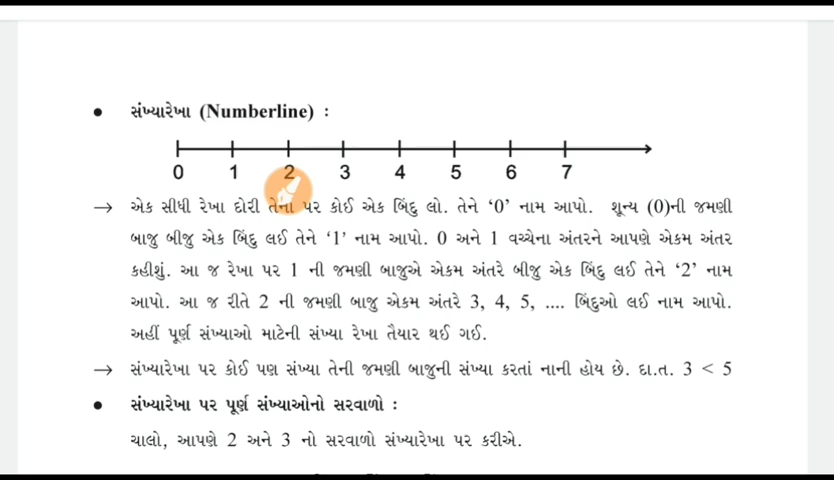 ● સંખ્યારેખા (Numberline) :
0 1 2 3 4 5 6 7
→ એક સીધી રેખા દોરી તેના પર કોઈ એક બિંદુ લો. તેને ‘0’ નામ આપો. શૂન્ય (0)ની જમણી
બાજુ બીજુ એક બિંદુ લઈ તેને ‘1’ નામ આપો. 0 અને 1 વચ્ચેના અંતરને આપણે એકમ અંતર
કહીશું. આ જ રેખા પર 1 ની જમણી બાજુએ એકમ અંતરે બીજુ એક બિંદુ લઈ તેને ‘2’ નામ
આપો. આ જ રીતે 2 ની જમણી બાજુ એકમ અંતરે 3, 4, 5, .... બિંદુઓ લઈ નામ આપો.
અહીં પૂર્ણ સંખ્યાઓ માટેની સંખ્યા રેખા તૈયાર થઈ ગઈ.
→ સંખ્યારેખા પર કોઈ પણ સંખ્યા તેની જમણી બાજુની સંખ્યા કરતાં નાની હોય છે. દા.ત. 3 < 5
● સંખ્યારેખા પર પૂર્ણ સંખ્યાઓનો સરવાળો :
ચાલો, આપણે 2 અને 3 નો સરવાળો સંખ્યારેખા પર કરીએ.